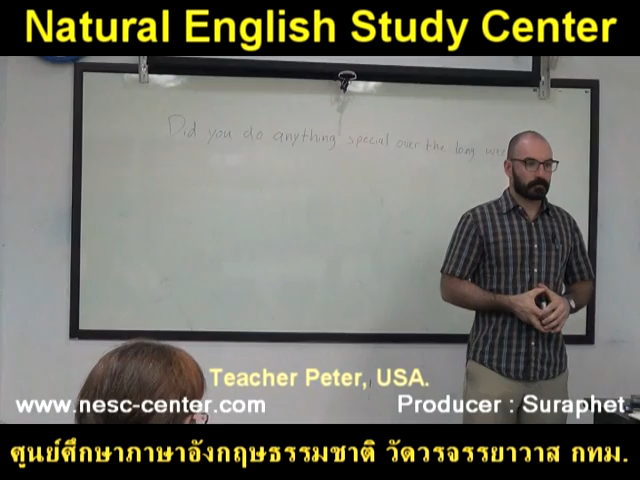 Natural English Study Center
Did you do anything special over the long
Teacher Peter, USA.
www.nesc-center.com
Producer : Suraphet
ศูนย์ศึกษาภาษาอังกฤษธรรมชาติ วัดวรจรรยาวาส กทม.